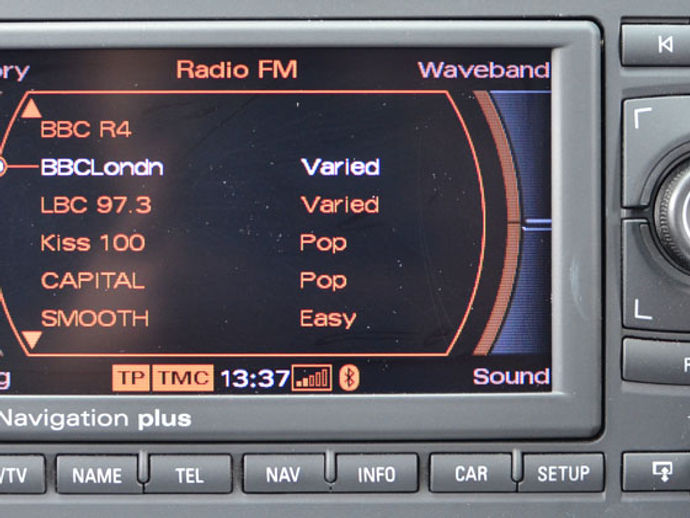 ory Radio FM Waveband
BBC R4
BBCLondn Varied
LBC 97.3 Varied
Kiss 100 Pop
CAPITAL Pop
SMOOTH Easy
g TP TMC 13:37 Sound
Navigation plus
/TV NAME TEL NAV INFO CAR SETUP